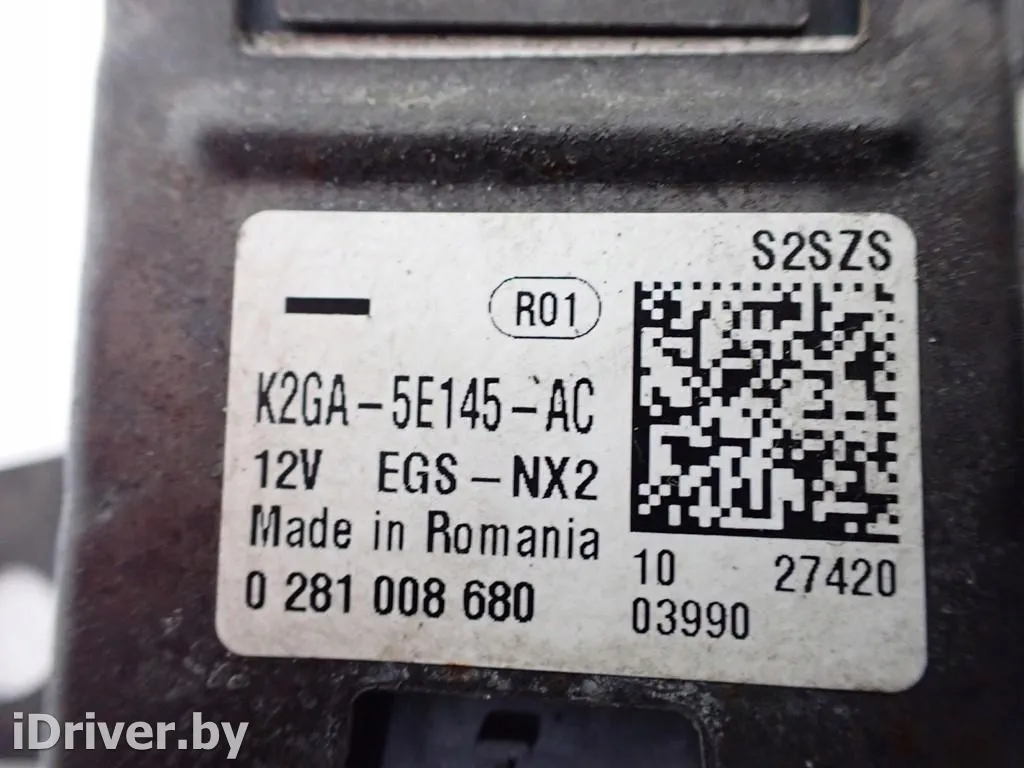 S2SZS
R01
K2GA-5E145-AC
12V EGS-NX2
Made in Romania
0 281 008 680
10 27420
03990
iDriver.by